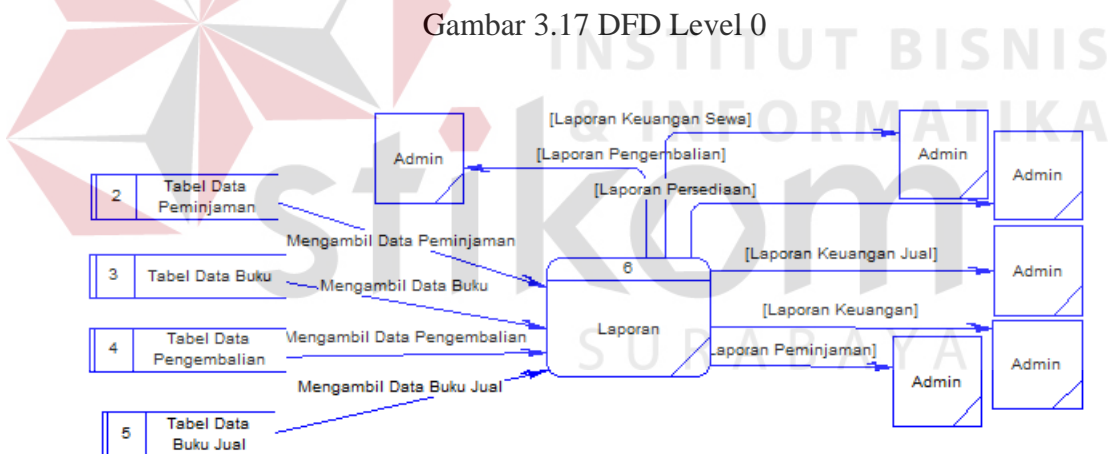 Gambar 3.17 DFD Level 0
INSTITUT BISNIS
& INFORMATIKA
stikom
SURABAYA
[Laporan Keuangan Sewa]
Admin
[Laporan Pengembalian]
Admin
Admin
[Laporan Persediaan]
2
Tabel Data
Peminjaman
Mengambil Data Peminjaman
[Laporan Keuangan Jual]
6
3
Tabel Data Buku
Mengambil Data Buku
Admin
[Laporan Keuangan]
Laporan
Mengambil Data Pengembalian
4
Tabel Data
Pengembalian
Laporan Peminjaman]
Admin
Admin
Mengambil Data Buku Jual
5
Tabel Data
Buku Jual